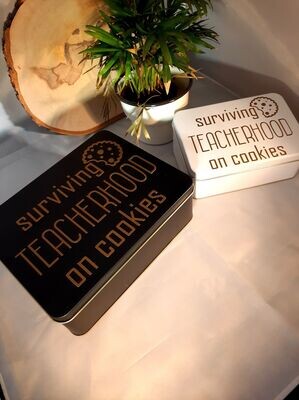 surviving
TEACHERHOOD
on cookies
surviving
TEACHERHOOD
on cookies